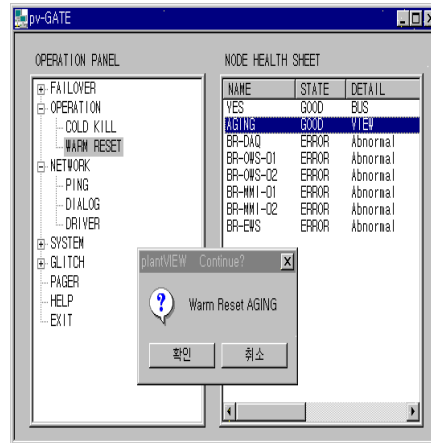 pv-GATE
OPERATION PANEL
FAILOVER
OPERATION
COLD KILL
WARM RESET
NETWORK
PING
DIALOG
DRIVER
SYSTEM
GLITCH
PAGER
HELP
EXIT
NODE HEALTH SHEET
NAME STATE DETAIL
YES GOOD BUS
AGING GOOD VIEW
BR-DAQ ERROR Abnormal
BR-OWS-01 ERROR Abnormal
BR-OWS-02 ERROR Abnormal
BR-MMI-01 ERROR Abnormal
BR-MMI-02 ERROR Abnormal
BR-EWS ERROR Abnormal
plantVIEW Continue?
Warm Reset AGING
확인 취소